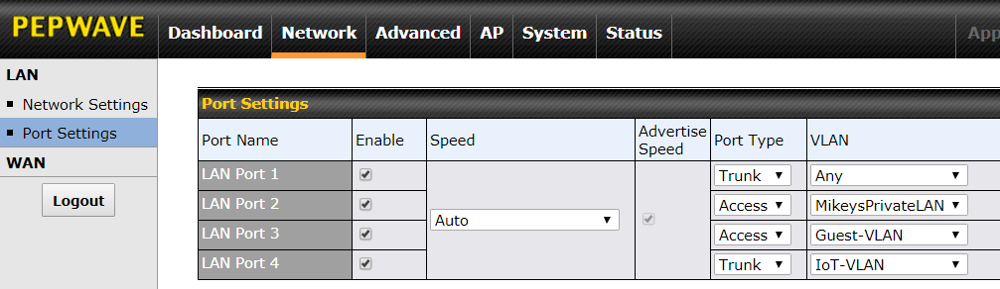 PEPWAVE Dashboard Network Advanced AP System Status App
LAN
Network Settings
Port Settings
WAN
Logout
Port Settings
Port Name Enable Speed Advertise Speed Port Type VLAN
LAN Port 1 Trunk Any
LAN Port 2 Access MikeysPrivateLAN
Auto
LAN Port 3 Access Guest-VLAN
LAN Port 4 Trunk IoT-VLAN